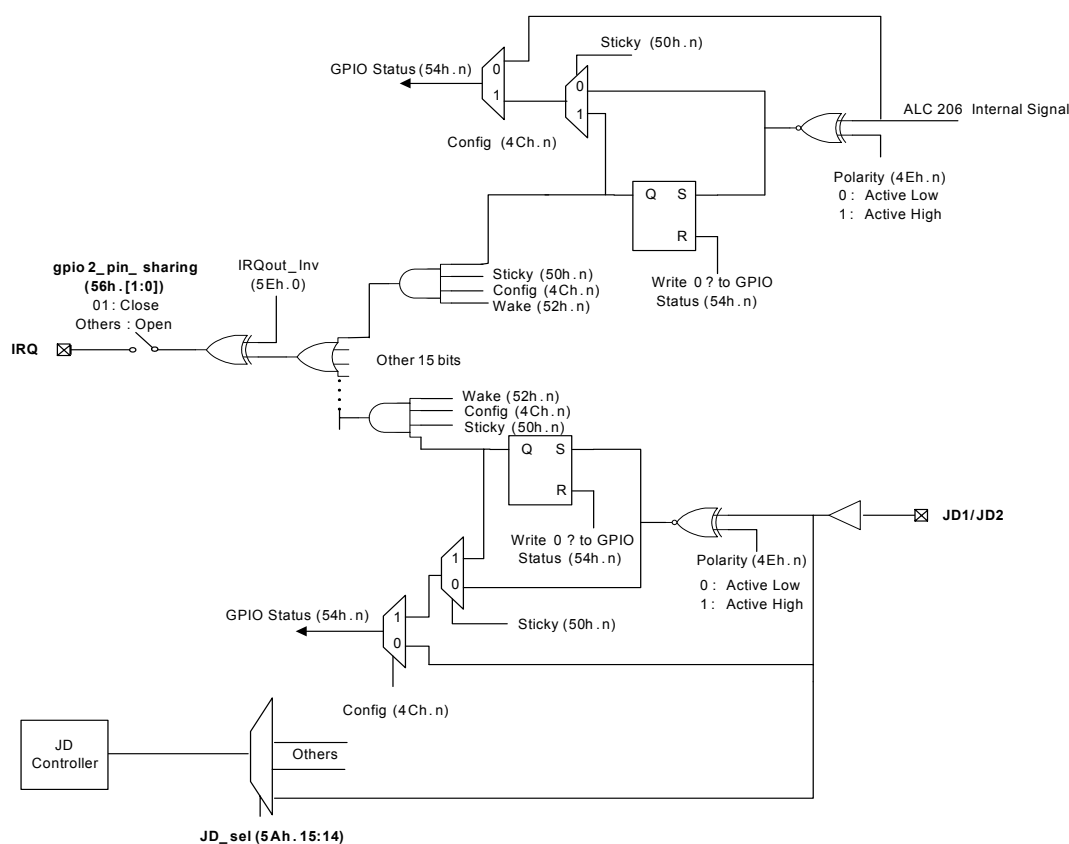 Sticky (50h.n)
GPIO Status (54h.n)
0
1
0
1
Config (4Ch.n)
ALC 206 Internal Signal
Polarity (4Eh.n)
0 : Active Low
1 : Active High
Q S
R
Write 0 ? to GPIO
Status (54h.n)
gpio 2_pin_ sharing
(56h.[1:0])
01 : Close
Others : Open
IRQout_Inv
(5Eh.0)
Sticky (50h.n)
Config (4Ch.n)
Wake (52h.n)
IRQ
Other 15 bits
Wake (52h.n)
Config (4Ch.n)
Sticky (50h.n)
Q S
R
Write 0 ? to GPIO
Status (54h.n)
JD1/JD2
Polarity (4Eh.n)
0 : Active Low
1 : Active High
1
0
GPIO Status (54h.n)
1
0
Sticky (50h.n)
Config (4Ch.n)
JD
Controller
Others
JD_ sel (5Ah. 15:14)